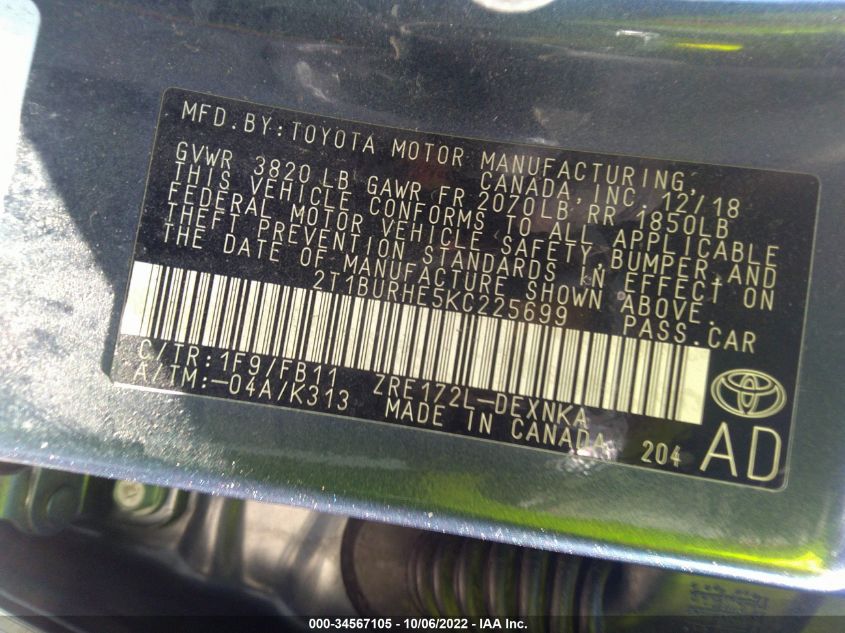 MFD.BY:TOYOTA MOTOR MANUFACTURING,
CANADA, INC. 12/18
GVWR 3820 LB GAWR FR 2070LB RR 1850LB
THIS VEHICLE CONFORMS TO ALL APPLICABLE
FEDERAL MOTOR VEHICLE SAFETY, BUMPER, AND
THEFT PREVENTION STANDARDS IN EFFECT ON
THE DATE OF MANUFACTURE SHOWN ABOVE.
2T1BURHE5KC225699 PASS.CAR
C/TR:1F9/FB11 ZRE172L-DEXNKA
A/TM:-04A/K313 MADE IN CANADA 204 AD
000-34567105 - 10/06/2022 - IAA Inc.